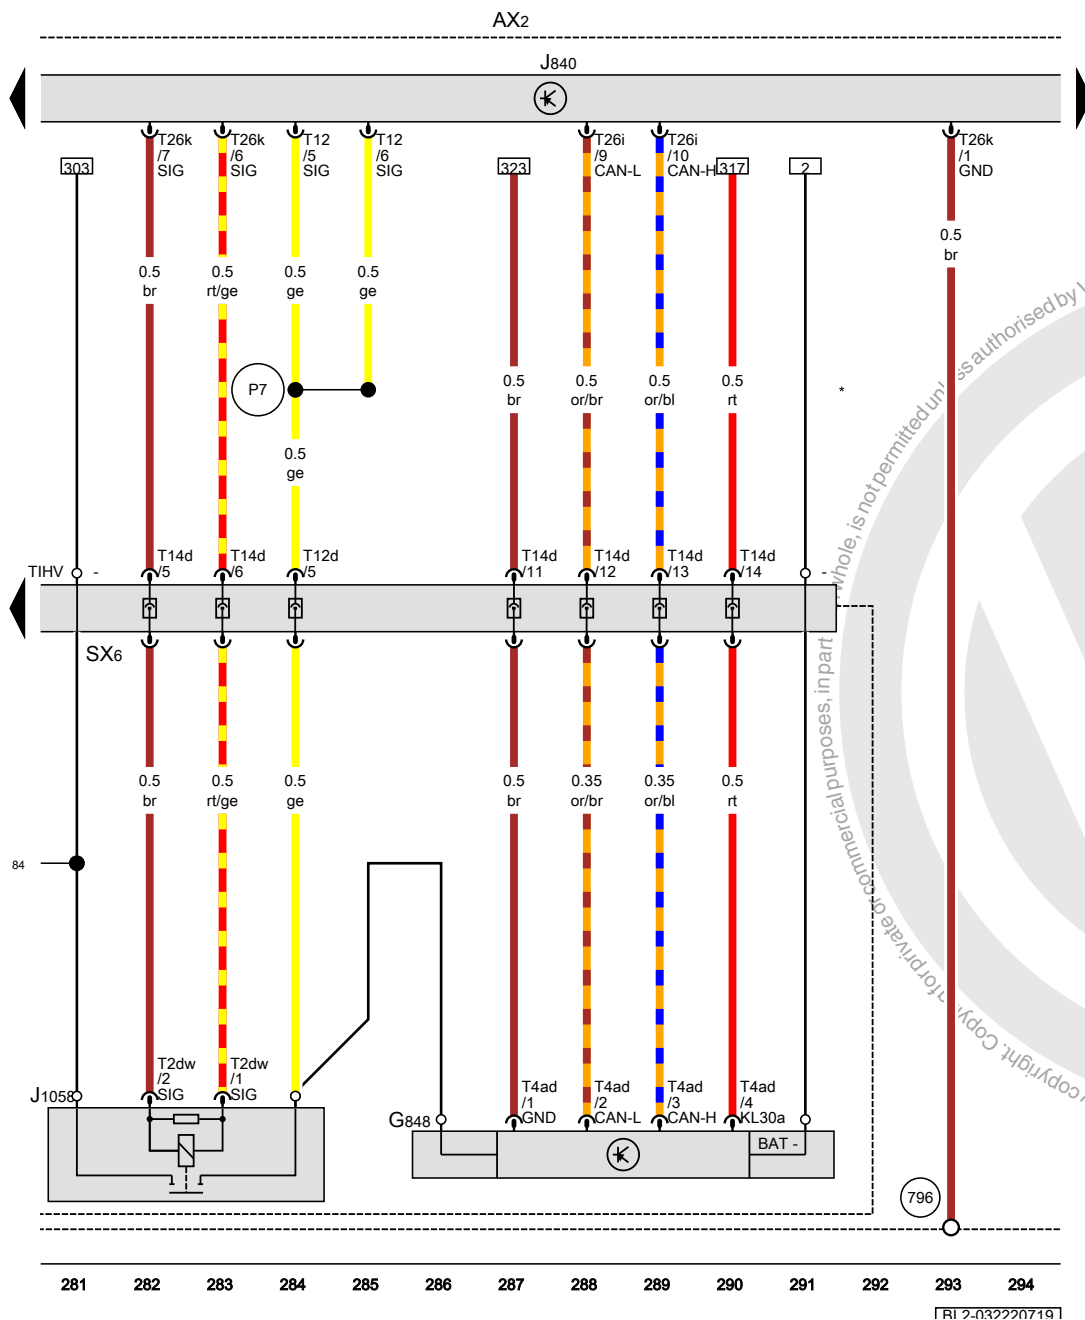 AX2
J840
T26k
/7
SIG
T26k
/6
SIG
T12
/5
SIG
T12
/6
SIG
T26i
/9
CAN-L
T26i
/10
CAN-H
T26k
/1
GND
303
323
317
2
0.5
br
0.5
rt/ge
0.5
ge
0.5
ge
0.5
br
P7
0.5
br
0.5
or/br
0.5
or/bl
0.5
rt
*
0.5
ge
TIHV
-
T14d
/5
T14d
/6
T12d
/5
T14d
/11
T14d
/12
T14d
/13
T14d
/14
-
SX6
0.5
br
0.5
rt/ge
0.5
ge
0.5
br
0.35
or/br
0.35
or/bl
0.5
rt
84
J1058
T2dw
/2
SIG
T2dw
/1
SIG
G848
T4ad
/1
GND
T4ad
/2
CAN-L
T4ad
/3
CAN-H
T4ad
/4
KL30a
BAT -
796
281 282 283 284 285 286 287 288 289 290 291 292 293 294
BL2-032220719
copyright. Copyright for private or commercial purposes, in part or in whole, is not permitted unless authorised by